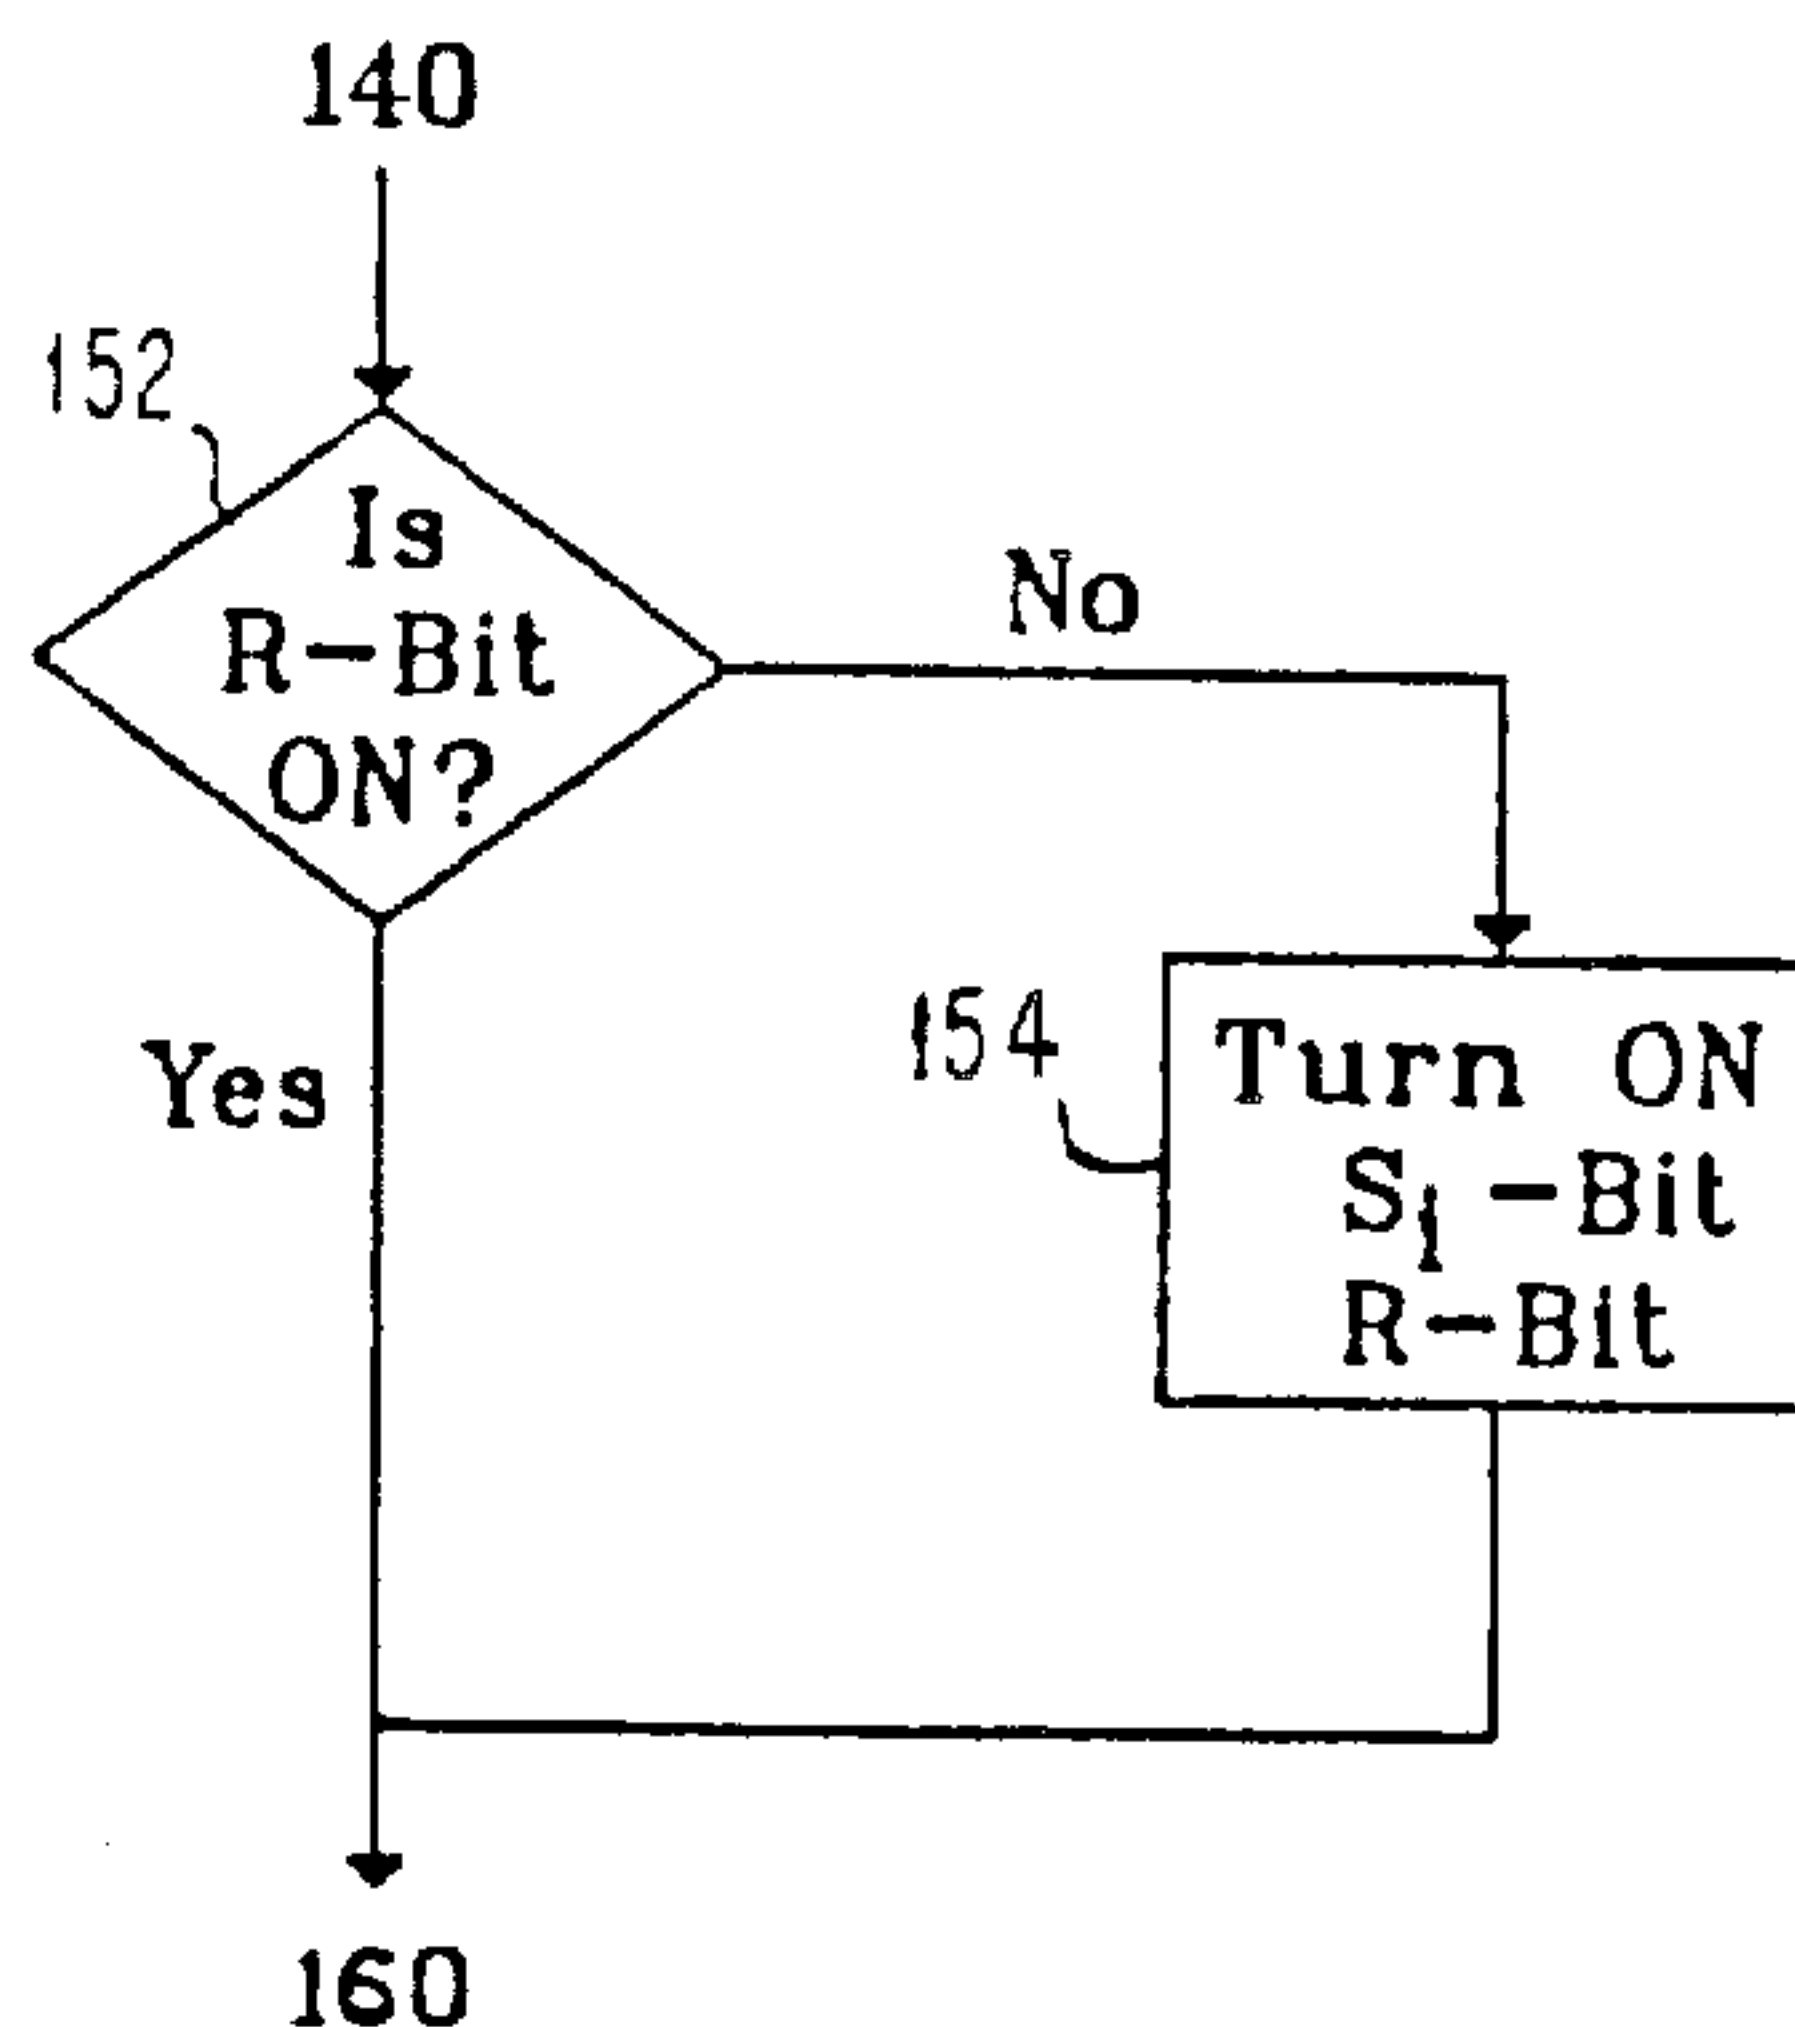 140
152
Is
R-Bit
ON?
No
Yes
154
Turn ON
S₁-Bit
R-Bit
160